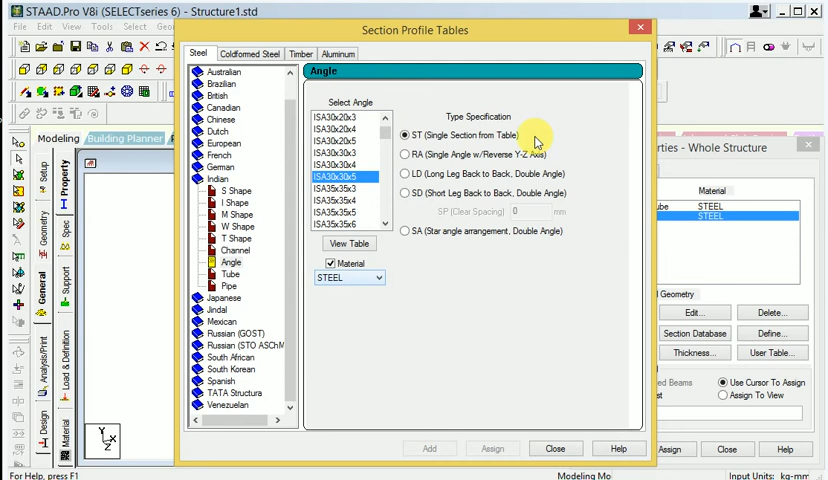 STAAD.Pro V8i (SELECTseries 6) - Structure1.std
File
Edit
View
Tools
Select
Section Profile Tables
Steel
Coldformed Steel
Timber
Aluminum
Australian
Brazilian
British
Canadian
Chinese
Dutch
European
French
German
Indian
S Shape
I Shape
M Shape
W Shape
T Shape
Channel
Angle
Tube
Pipe
Japanese
Jindal
Mexican
Russian (GOST)
Russian (STO ASChM
South African
South Korean
Spanish
TATA Structura
Venezuelan
Angle
Select Angle
ISA30x20x3
ISA30x20x4
ISA30x20x5
ISA30x30x3
ISA30x30x4
ISA30x30x5
ISA35x35x3
ISA35x35x4
ISA35x35x5
ISA35x35x6
View Table
Material
STEEL
Type Specification
ST (Single Section from Table)
RA (Single Angle w/Reverse Y-Z Axis)
LD (Long Leg Back to Back, Double Angle)
SD (Short Leg Back to Back, Double Angle)
SP (Clear Spacing)
0
mm
SA (Star angle arrangement, Double Angle)
Add
Assign
Close
Help
Modeling
Building Planner
Setup
Geometry
General
Analysis/Print
Design
Property
Spec
Support
Load & Definition
Material
Y
X
Z
erties - Whole Structure
Material
ube
STEEL
STEEL
Geometry
Edit...
Delete...
Section Database
Define...
Thickness...
User Table...
ed Beams
Use Cursor To Assign
st
Assign To View
Assign
Close
Help
For Help, press F1
Modeling Mo
Input Units:
kg-mm